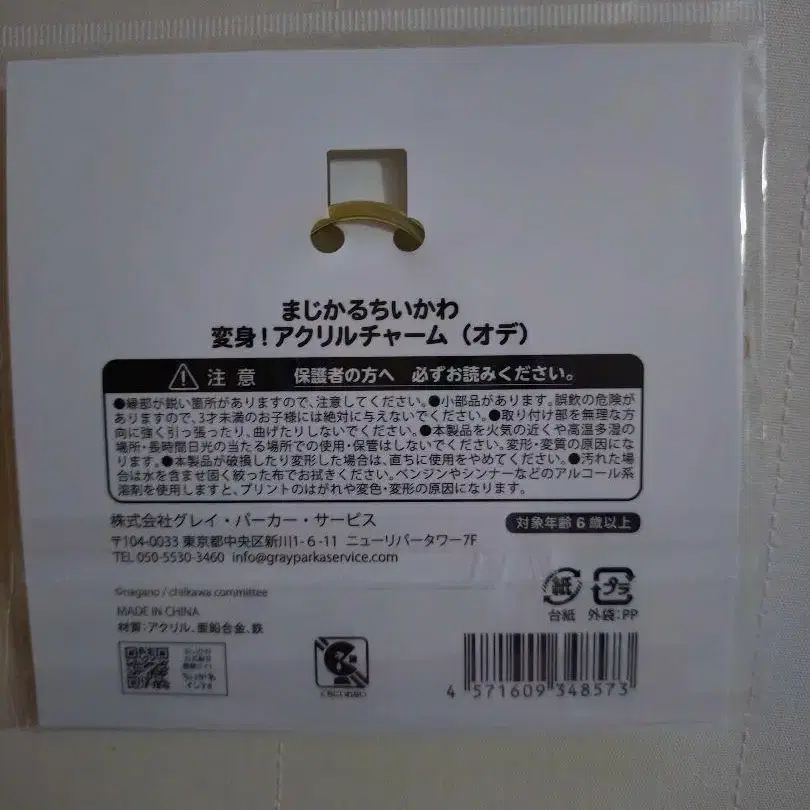 まじかるちいかわ
変身！アクリルチャーム（オデ）
注 意 保護者の方へ 必ずお読みください。
●縁部が鋭い箇所がありますので、注意してください。●小部品があります。誤飲の危険が
ありますので、3才未満のお子様には絶対に与えないでください。●取り付け部を無理な方
向に強く引っ張ったり、曲げたりしないでください。●本製品を火気の近くや高温多湿の
場所・長時間日光の当たる場所での使用・保管はしないでください。変形・変質の原因にな
ります。●本製品が破損したり変形した場合は、直ちに使用をやめてください。●汚れた場
合は水を含ませ固く絞った布でお拭きください。ベンジンやシンナーなどのアルコール系
溶剤を使用しますと、プリントのはがれや変色・変形の原因になります。
株式会社グレイ・パーカー・サービス
対象年齢6歳以上
〒104-0033 東京都中央区新川1-6-11 ニューリバータワー7F
TEL 050-5530-3460 info@grayparkaservice.com
©nagano / chiikawa committee
MADE IN CHINA
材質：アクリル、亜鉛合金、鉄
紙
プラ
台紙 外袋：PP
くちにいれない
4 571609 348573